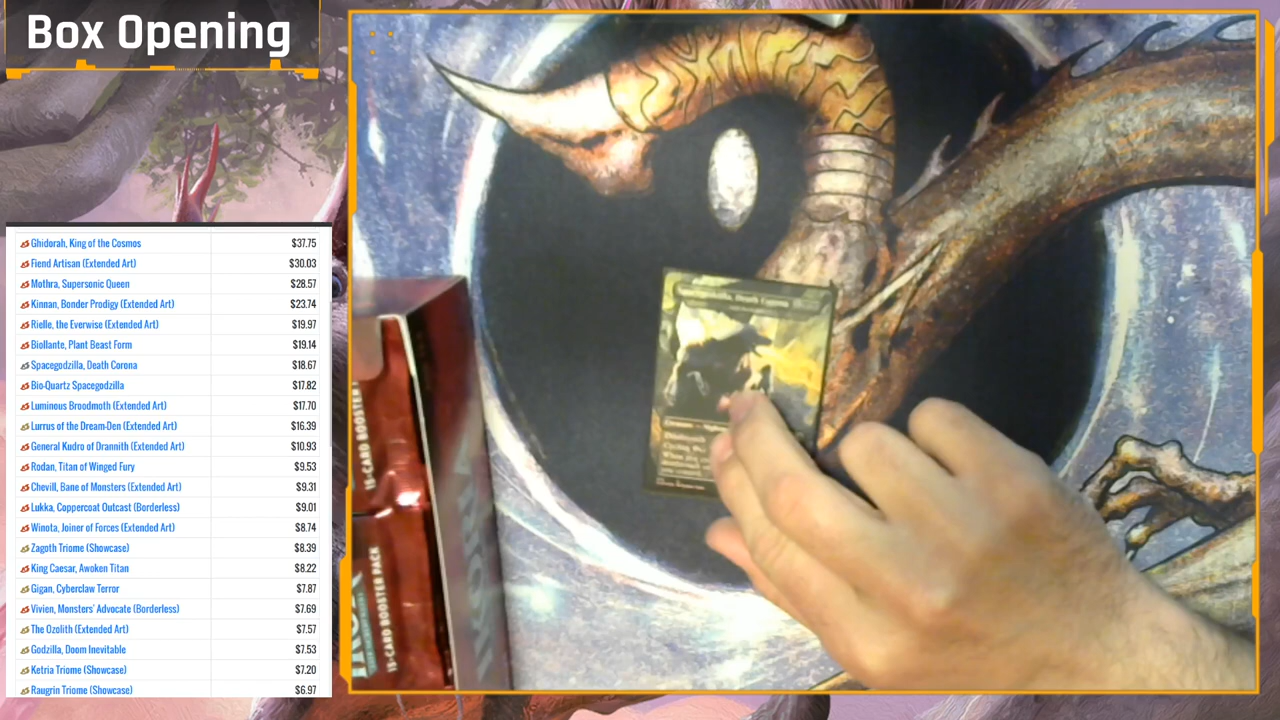 Box Opening
Ghidorah, King of the Cosmos $37.75
Fiend Artisan (Extended Art) $30.03
Mothra, Supersonic Queen $28.57
Kinnan, Bonder Prodigy (Extended Art) $23.74
Rielle, the Everwise (Extended Art) $19.97
Biollante, Plant Beast Form $19.14
Spacegodzilla, Death Corona $18.67
Bio-Quartz Spacegodzilla $17.82
Luminous Broodmoth (Extended Art) $17.70
Lurrus of the Dream-Den (Extended Art) $16.39
General Kudro of Drannith (Extended Art) $10.93
Rodan, Titan of Winged Fury $9.53
Chevill, Bane of Monsters (Extended Art) $9.31
Lukka, Coppercoat Outcast (Borderless) $9.01
Winota, Joiner of Forces (Extended Art) $8.74
Zagoth Triome (Showcase) $8.39
King Caesar, Awoken Titan $8.22
Gigan, Cyberclaw Terror $7.87
Vivien, Monsters' Advocate (Borderless) $7.69
The Ozolith (Extended Art) $7.57
Godzilla, Doom Inevitable $7.53
Ketria Triome (Showcase) $7.20
Raugrin Triome (Showcase) $6.97
Death Corona
15-CARD BOOSTER
15-CARD BOOSTER PACK